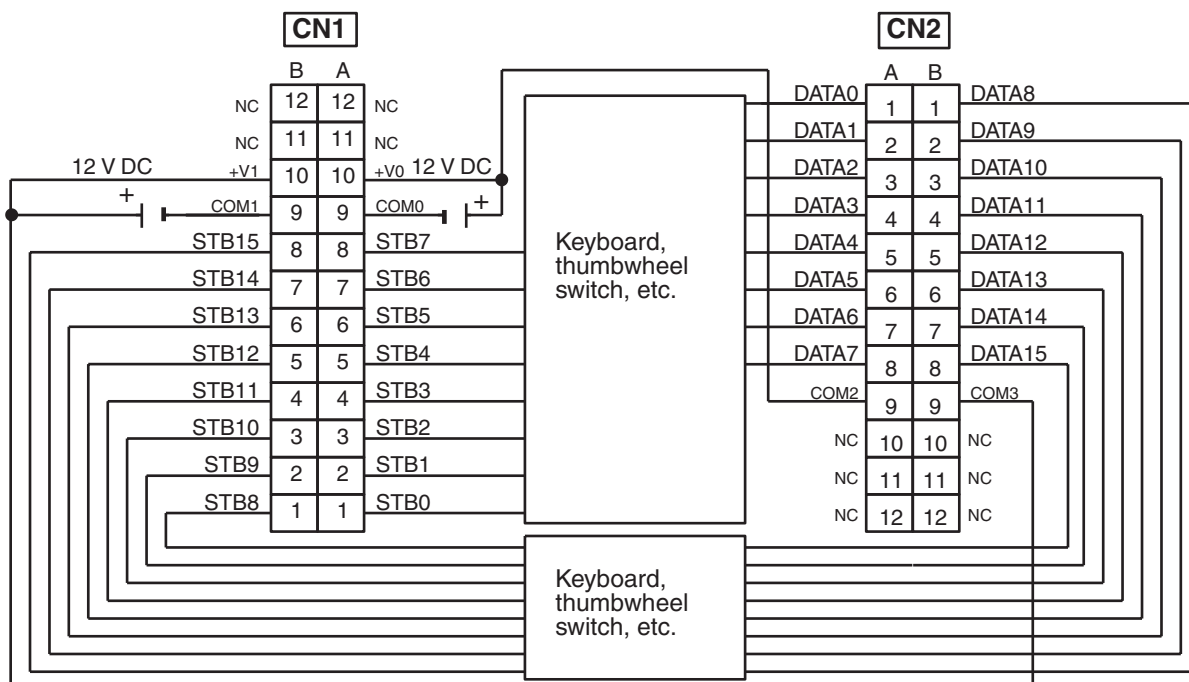 CN1 CN2
B A A B
NC 12 12 NC DATA0 1 1 DATA8
NC 11 11 NC DATA1 2 2 DATA9
12 V DC +V1 10 10 +V0 12 V DC DATA2 3 3 DATA10
+ COM1 9 9 COM0 + DATA3 4 4 DATA11
STB15 8 8 STB7 DATA4 5 5 DATA12
STB14 7 7 STB6 DATA5 6 6 DATA13
STB13 6 6 STB5 DATA6 7 7 DATA14
STB12 5 5 STB4 DATA7 8 8 DATA15
STB11 4 4 STB3 COM2 9 9 COM3
STB10 3 3 STB2 NC 10 10 NC
STB9 2 2 STB1 NC 11 11 NC
STB8 1 1 STB0 NC 12 12 NC
Keyboard,
thumbwheel
switch, etc.
Keyboard,
thumbwheel
switch, etc.